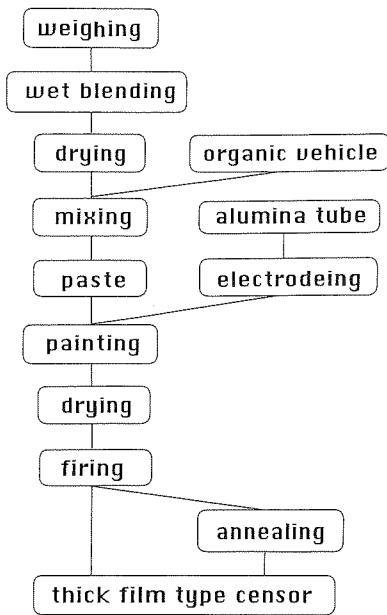 weighing
wet blending
drying
organic vehicle
mixing
alumina tube
paste
electrodeing
painting
drying
firing
annealing
thick film type censor